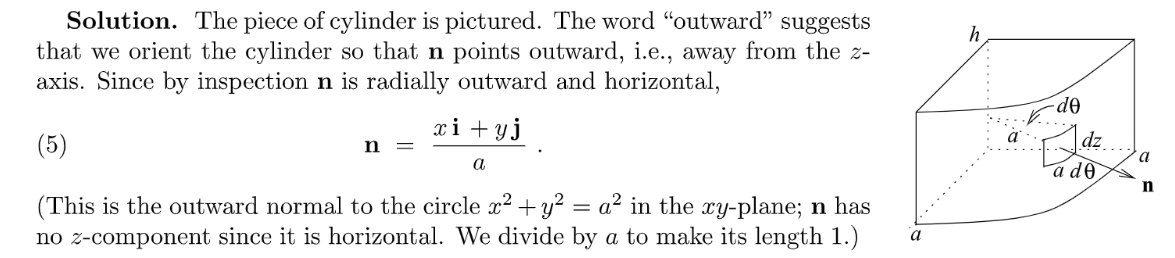 Solution. The piece of cylinder is pictured. The word “outward” suggests
that we orient the cylinder so that n points outward, i.e., away from the z-
axis. Since by inspection n is radially outward and horizontal,
(5) n = (x i + y j) / a .
(This is the outward normal to the circle x² + y² = a² in the xy-plane; n has
no z-component since it is horizontal. We divide by a to make its length 1.)
h
dθ
a
dz
a
a dθ
n
a